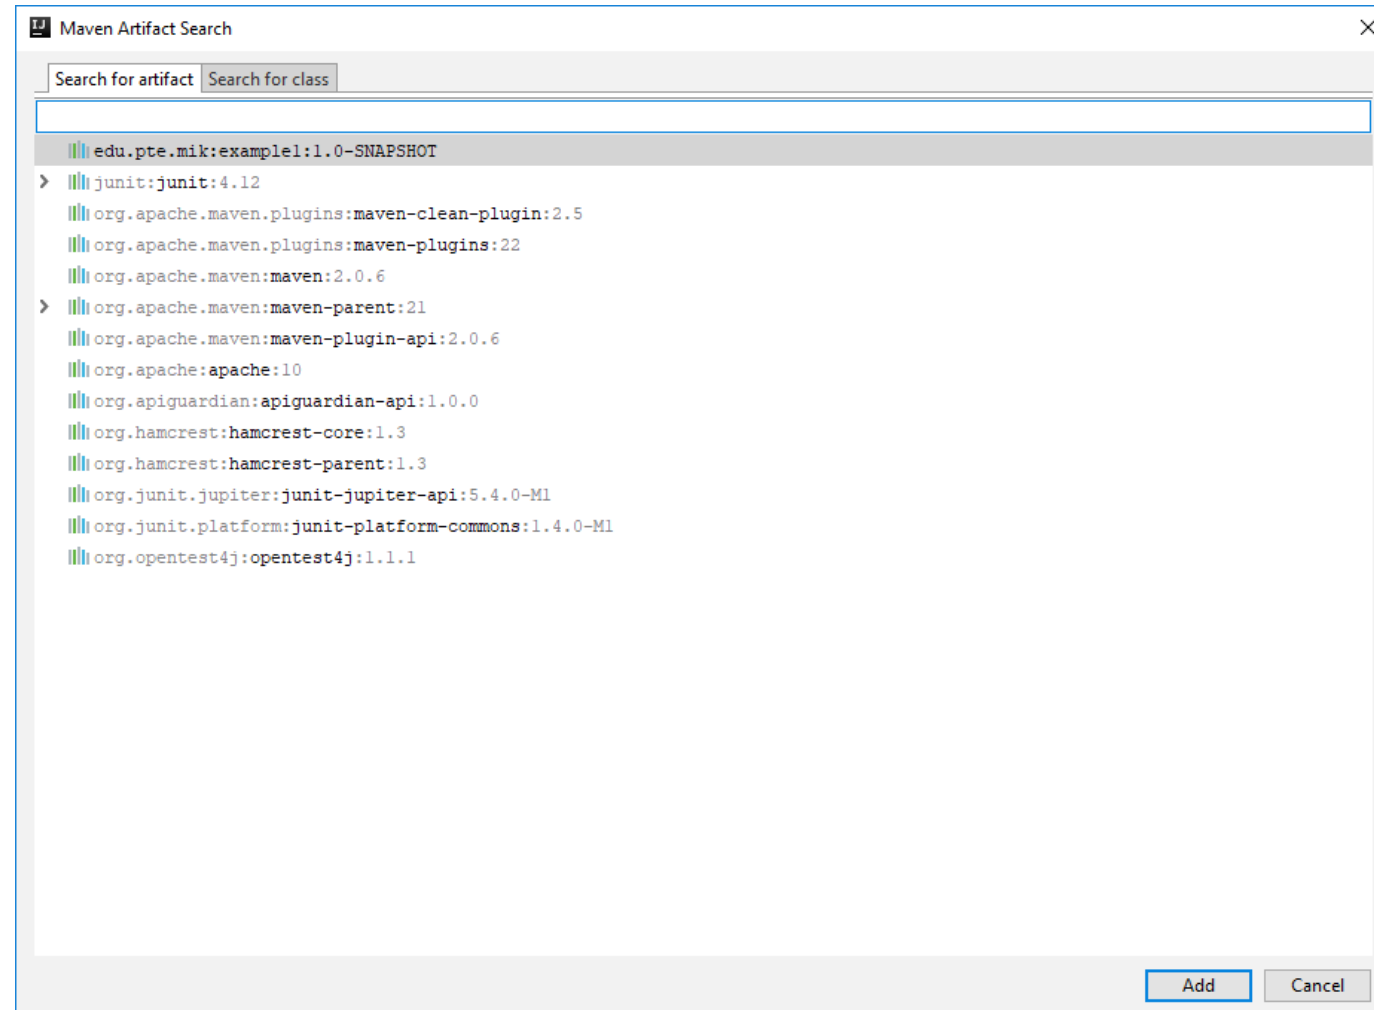 Maven Artifact Search
Search for artifact Search for class
edu.pte.mik:example1:1.0-SNAPSHOT
junit:junit:4.12
org.apache.maven.plugins:maven-clean-plugin:2.5
org.apache.maven.plugins:maven-plugins:22
org.apache.maven:maven:2.0.6
org.apache.maven:maven-parent:21
org.apache.maven:maven-plugin-api:2.0.6
org.apache:apache:10
org.apiguardian:apiguardian-api:1.0.0
org.hamcrest:hamcrest-core:1.3
org.hamcrest:hamcrest-parent:1.3
org.junit.jupiter:junit-jupiter-api:5.4.0-M1
org.junit.platform:junit-platform-commons:1.4.0-M1
org.opentest4j:opentest4j:1.1.1
Add Cancel